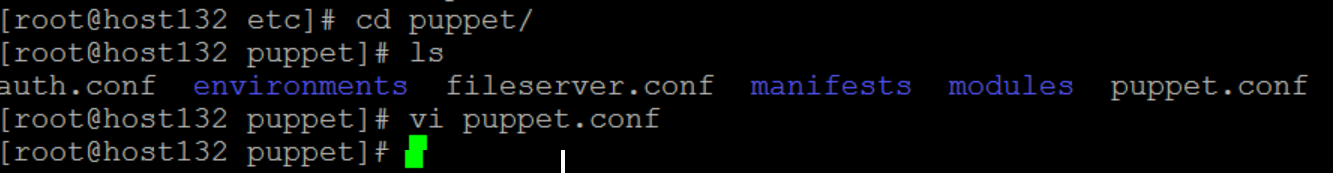 [root@host132 etc]# cd puppet/
[root@host132 puppet]# ls
auth.conf  environments  fileserver.conf  manifests  modules  puppet.conf
[root@host132 puppet]# vi puppet.conf
[root@host132 puppet]#